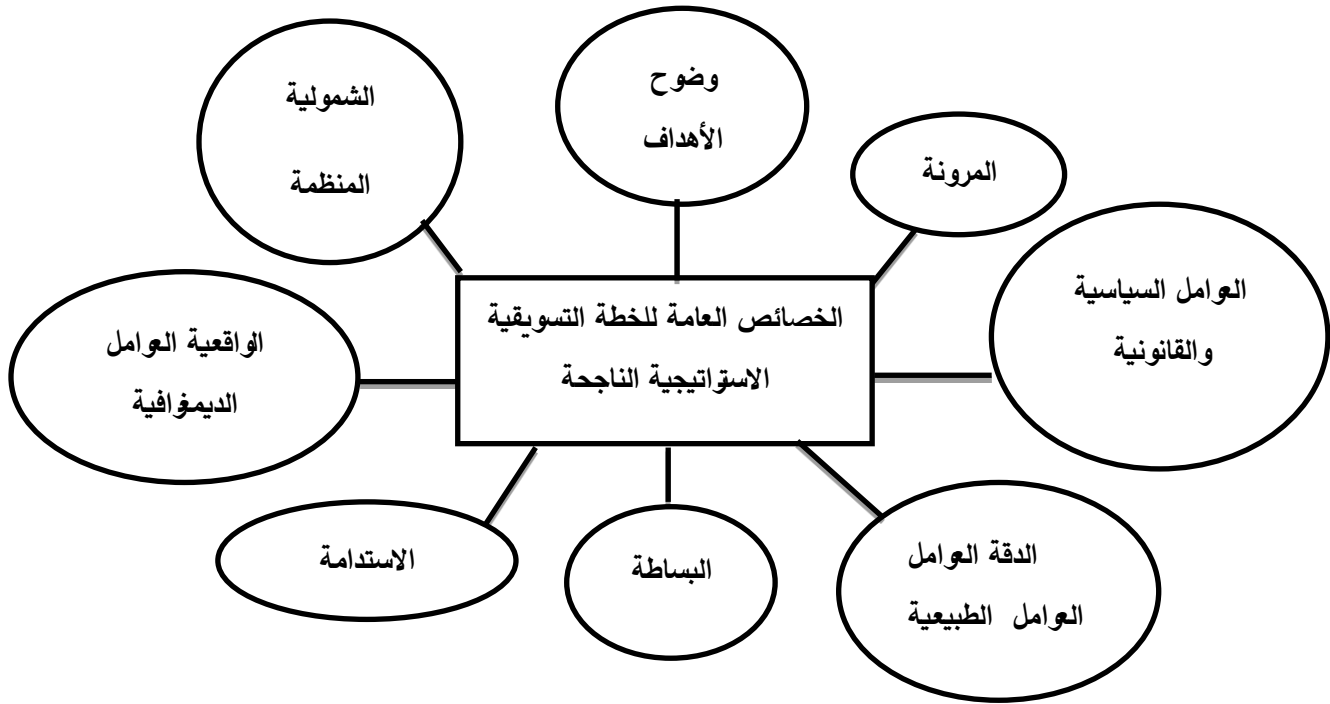 وضوح
الأهداف
الشمولية
المنظمة
المرونة
العوامل السياسية
والقانونية
الخصائص العامة للخطة التسويقية
الاستراتيجية الناجحة
الواقعية العوامل
الديمغرافية
الدقة العوامل
العوامل الطبيعية
البساطة
الاستدامة